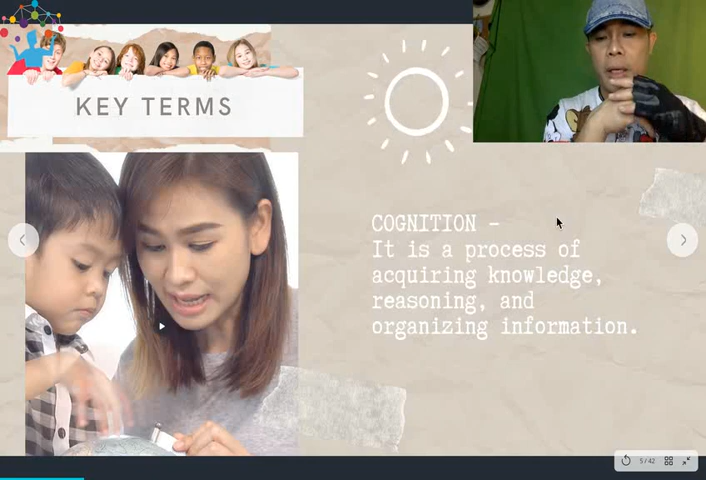 KEY TERMS
COGNITION –
It is a process of
acquiring knowledge,
reasoning, and
organizing information.
5 / 42